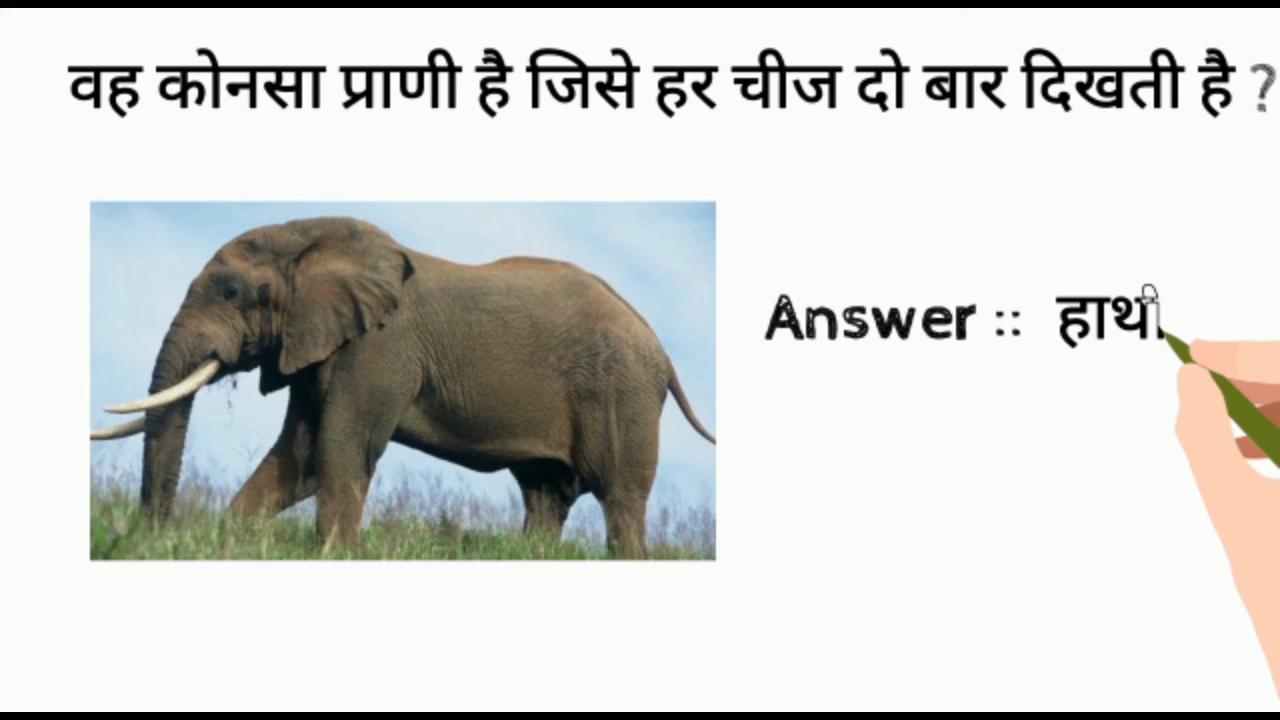 वह कोनसा प्राणी है जिसे हर चीज दो बार दिखती है ?
Answer :: हाथी